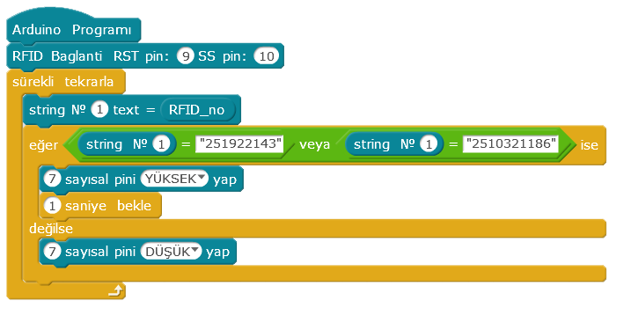 Arduino Programı
RFID Baglanti RST pin: 9 SS pin: 10
sürekli tekrarla
string Nº 1 text = RFID_no
eğer string Nº 1 = "251922143" veya string Nº 1 = "2510321186" ise
7 sayısal pini YÜKSEK yap
1 saniye bekle
değilse
7 sayısal pini DÜŞÜK yap